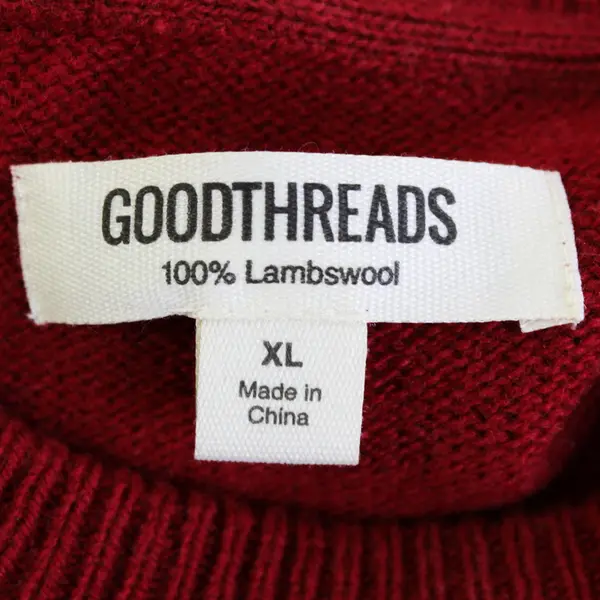 GOODTHREADS
100% Lambswool
XL
Made in
China